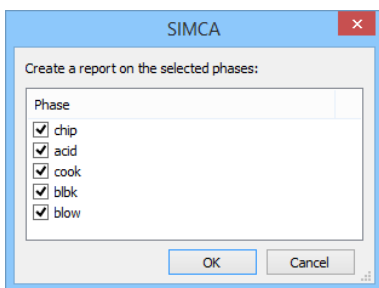 SIMCA
Create a report on the selected phases:
Phase
chip
acid
cook
blbk
blow
OK Cancel